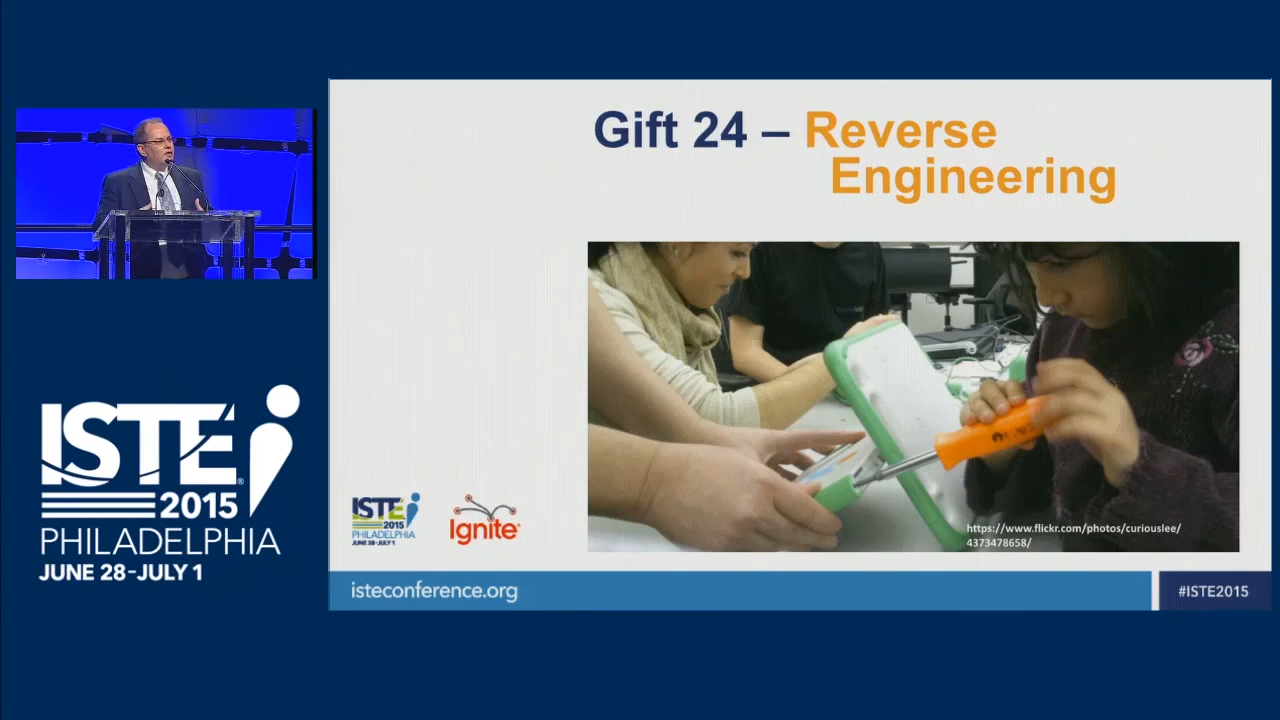 Gift 24 – Reverse
Engineering
https://www.flickr.com/photos/curiouslee/
4373478658/
ISTE
2015
PHILADELPHIA
JUNE 28-JULY 1
Ignite
isteconference.org
#ISTE2015
ISTE®
2015
PHILADELPHIA
JUNE 28-JULY 1